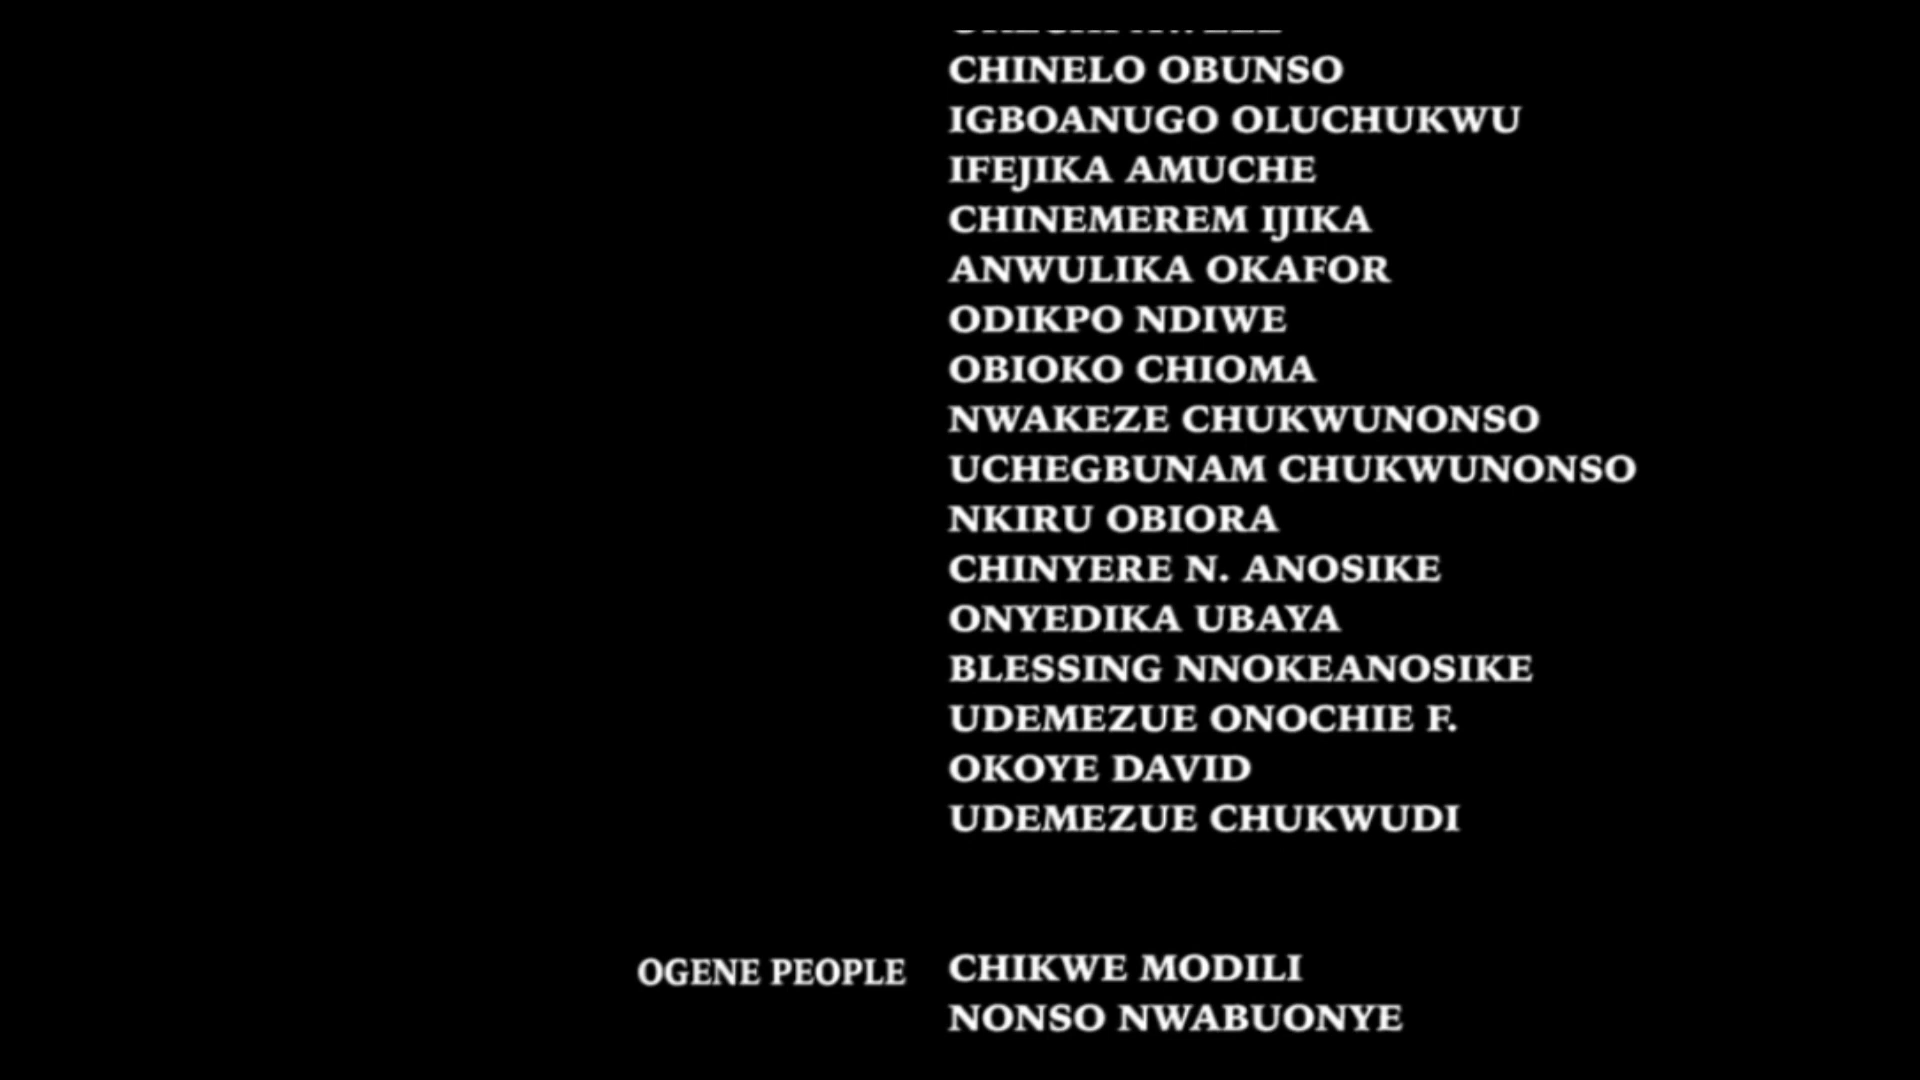 CHINELO OBUNSO
IGBOANUGO OLUCHUKWU
IFEJIKA AMUCHE
CHINEMEREM IJIKA
ANWULIKA OKAFOR
ODIKPO NDIWE
OBIOKO CHIOMA
NWAKEZE CHUKWUNONSO
UCHEGBUNAM CHUKWUNONSO
NKIRU OBIORA
CHINYERE N. ANOSIKE
ONYEDIKA UBAYA
BLESSING NNOKEANOSIKE
UDEMEZUE ONOCHIE F.
OKOYE DAVID
UDEMEZUE CHUKWUDI
OGENE PEOPLE CHIKWE MODILI
NONSO NWABUONYE